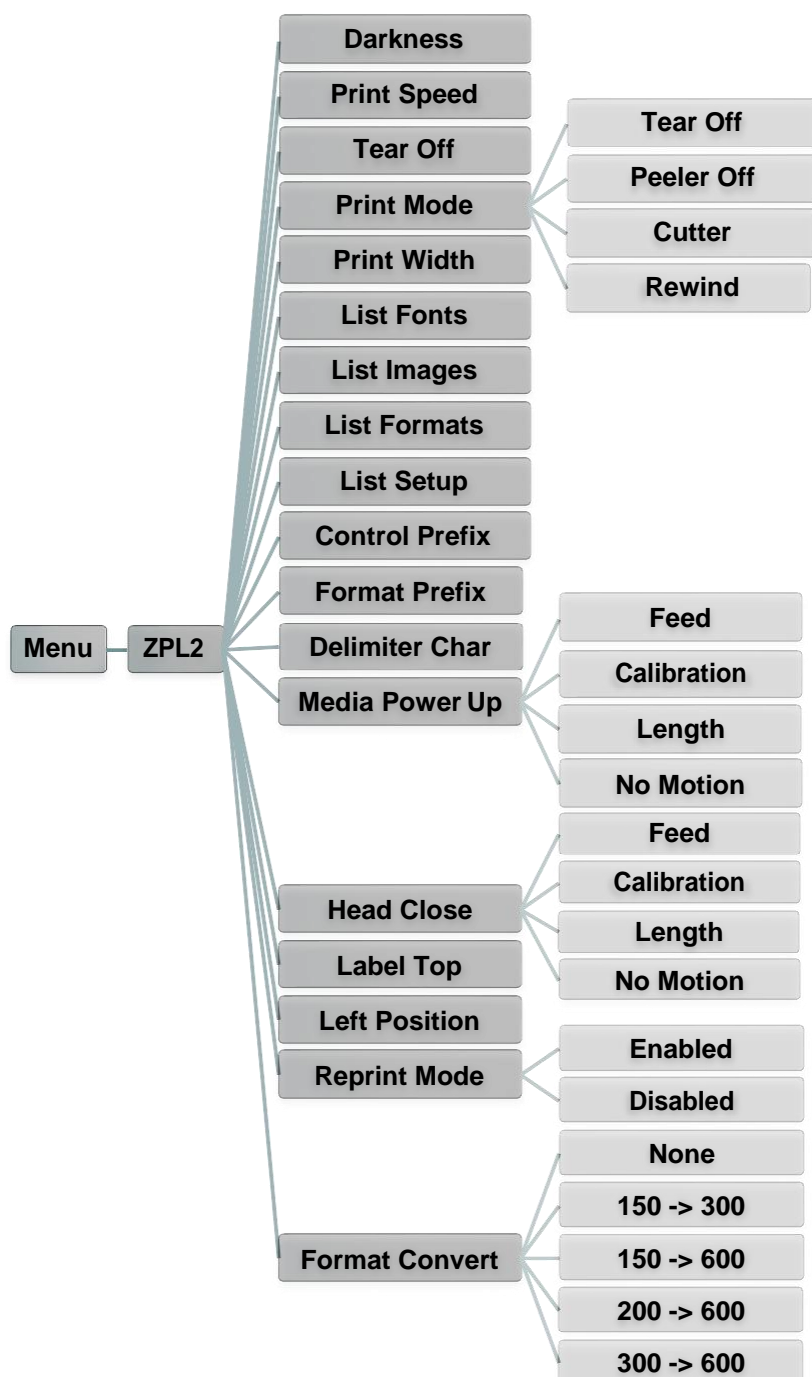 Menu
ZPL2
Darkness
Print Speed
Tear Off
Print Mode
Tear Off
Peeler Off
Cutter
Rewind
Print Width
List Fonts
List Images
List Formats
List Setup
Control Prefix
Format Prefix
Delimiter Char
Media Power Up
Feed
Calibration
Length
No Motion
Head Close
Feed
Calibration
Length
No Motion
Label Top
Left Position
Reprint Mode
Enabled
Disabled
Format Convert
None
150 -> 300
150 -> 600
200 -> 600
300 -> 600